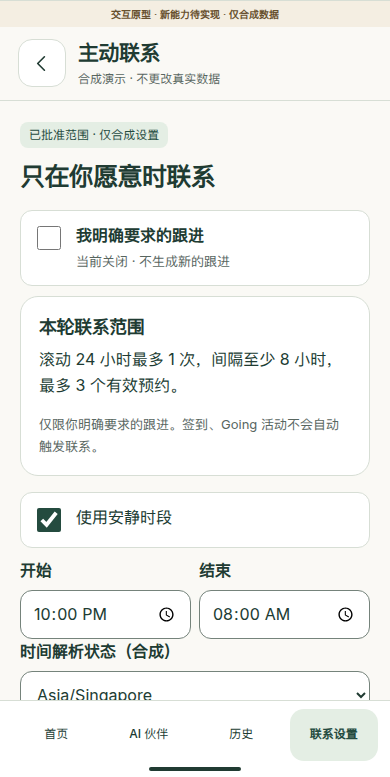 交互原型 · 新能力待实现 · 仅合成数据
主动联系
合成演示 · 不更改真实数据
已批准范围 · 仅合成设置
只在你愿意时联系
我明确要求的跟进
当前关闭 · 不生成新的跟进
本轮联系范围
滚动 24 小时最多 1 次，间隔至少 8 小时，
最多 3 个有效预约。
仅限你明确要求的跟进。签到、Going 活动不会自动
触发联系。
使用安静时段
开始 结束
10:00 PM 08:00 AM
时间解析状态（合成）
Asia/Singapore
首页 AI 伙伴 历史 联系设置